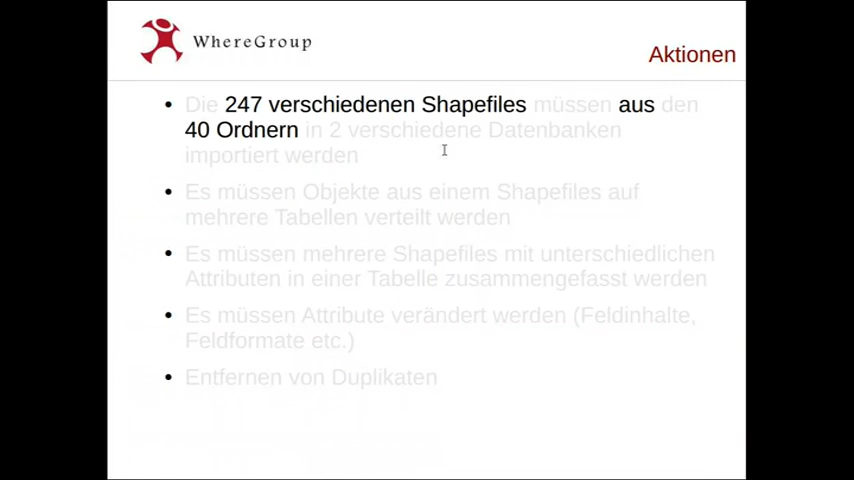 WhereGroup
Aktionen
• Die 247 verschiedenen Shapefiles müssen aus den
40 Ordnern in 2 verschiedene Datenbanken
importiert werden
• Es müssen Objekte aus einem Shapefiles auf
mehrere Tabellen verteilt werden
• Es müssen mehrere Shapefiles mit unterschiedlichen
Attributen in einer Tabelle zusammengefasst werden
• Es müssen Attribute verändert werden (Feldinhalte,
Feldformate etc.)
• Entfernen von Duplikaten